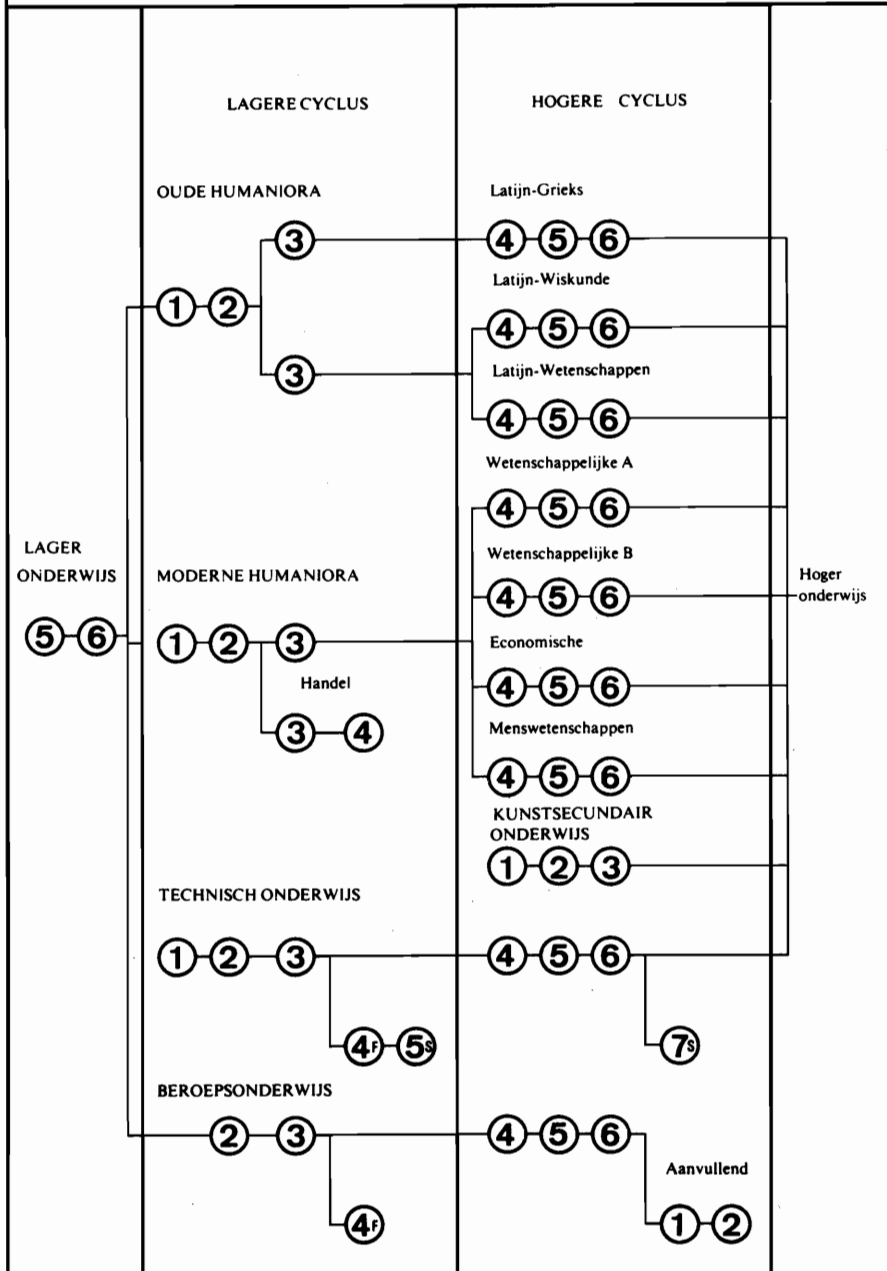 LAGERE CYCLUS
HOGERE CYCLUS
OUDE HUMANIORA
Latijn-Grieks
3
4 5 6
Latijn-Wiskunde
1 2
4 5 6
Latijn-Wetenschappen
3
4 5 6
Wetenschappelijke A
4 5 6
LAGER
ONDERWIJS
5 6
MODERNE HUMANIORA
Wetenschappelijke B
4 5 6
Hoger
onderwijs
1 2 3
Economische
Handel
4 5 6
3 4
Menswetenschappen
4 5 6
KUNSTSECUNDAIR
ONDERWIJS
1 2 3
TECHNISCH ONDERWIJS
1 2 3
4 5 6
4F 5S
7S
BEROEPSONDERWIJS
2 3
4 5 6
Aanvullend
4F
1 2